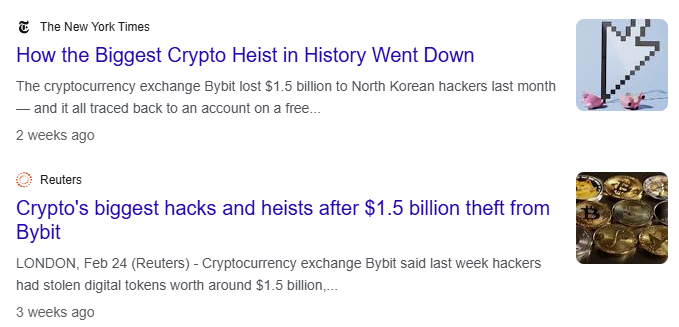 The New York Times
How the Biggest Crypto Heist in History Went Down
The cryptocurrency exchange Bybit lost $1.5 billion to North Korean hackers last month
— and it all traced back to an account on a free...
2 weeks ago
Reuters
Crypto's biggest hacks and heists after $1.5 billion theft from
Bybit
LONDON, Feb 24 (Reuters) - Cryptocurrency exchange Bybit said last week hackers
had stolen digital tokens worth around $1.5 billion,...
3 weeks ago